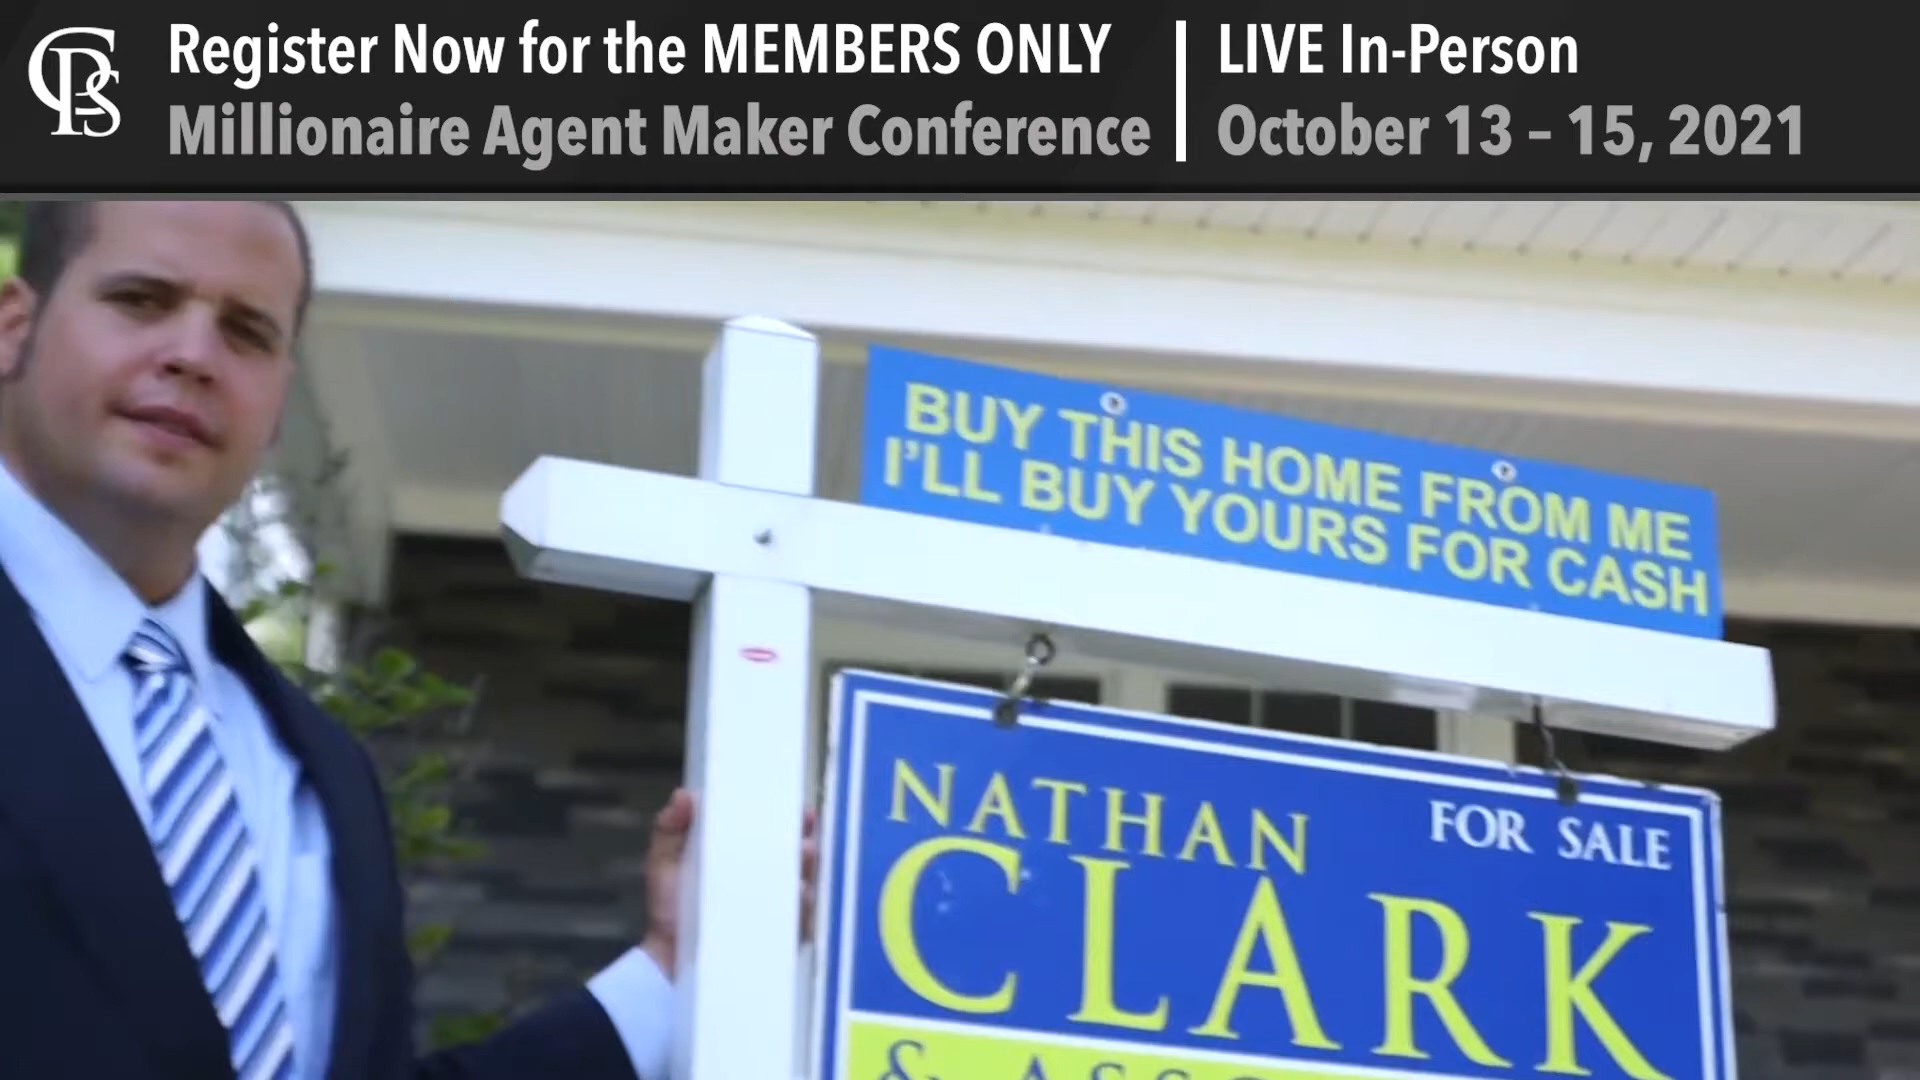 CPS
Register Now for the MEMBERS ONLY
Millionaire Agent Maker Conference
LIVE In-Person
October 13 – 15, 2021
BUY THIS HOME FROM ME
I'LL BUY YOURS FOR CASH
NATHAN
FOR SALE
CLARK
&